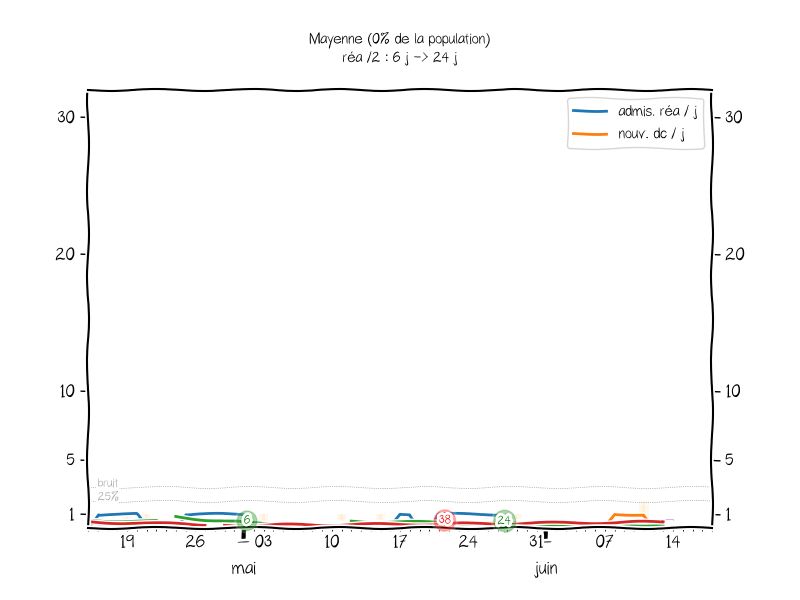 Mayenne (0% de la population)
réa /2 : 6 j -> 24 j
admis. réa / j
nouv. dc / j
30
30
20
20
10
10
5
5
bruit
25%
1
1
6
38
24
19 26 03 10 17 24 31 07 14
mai juin